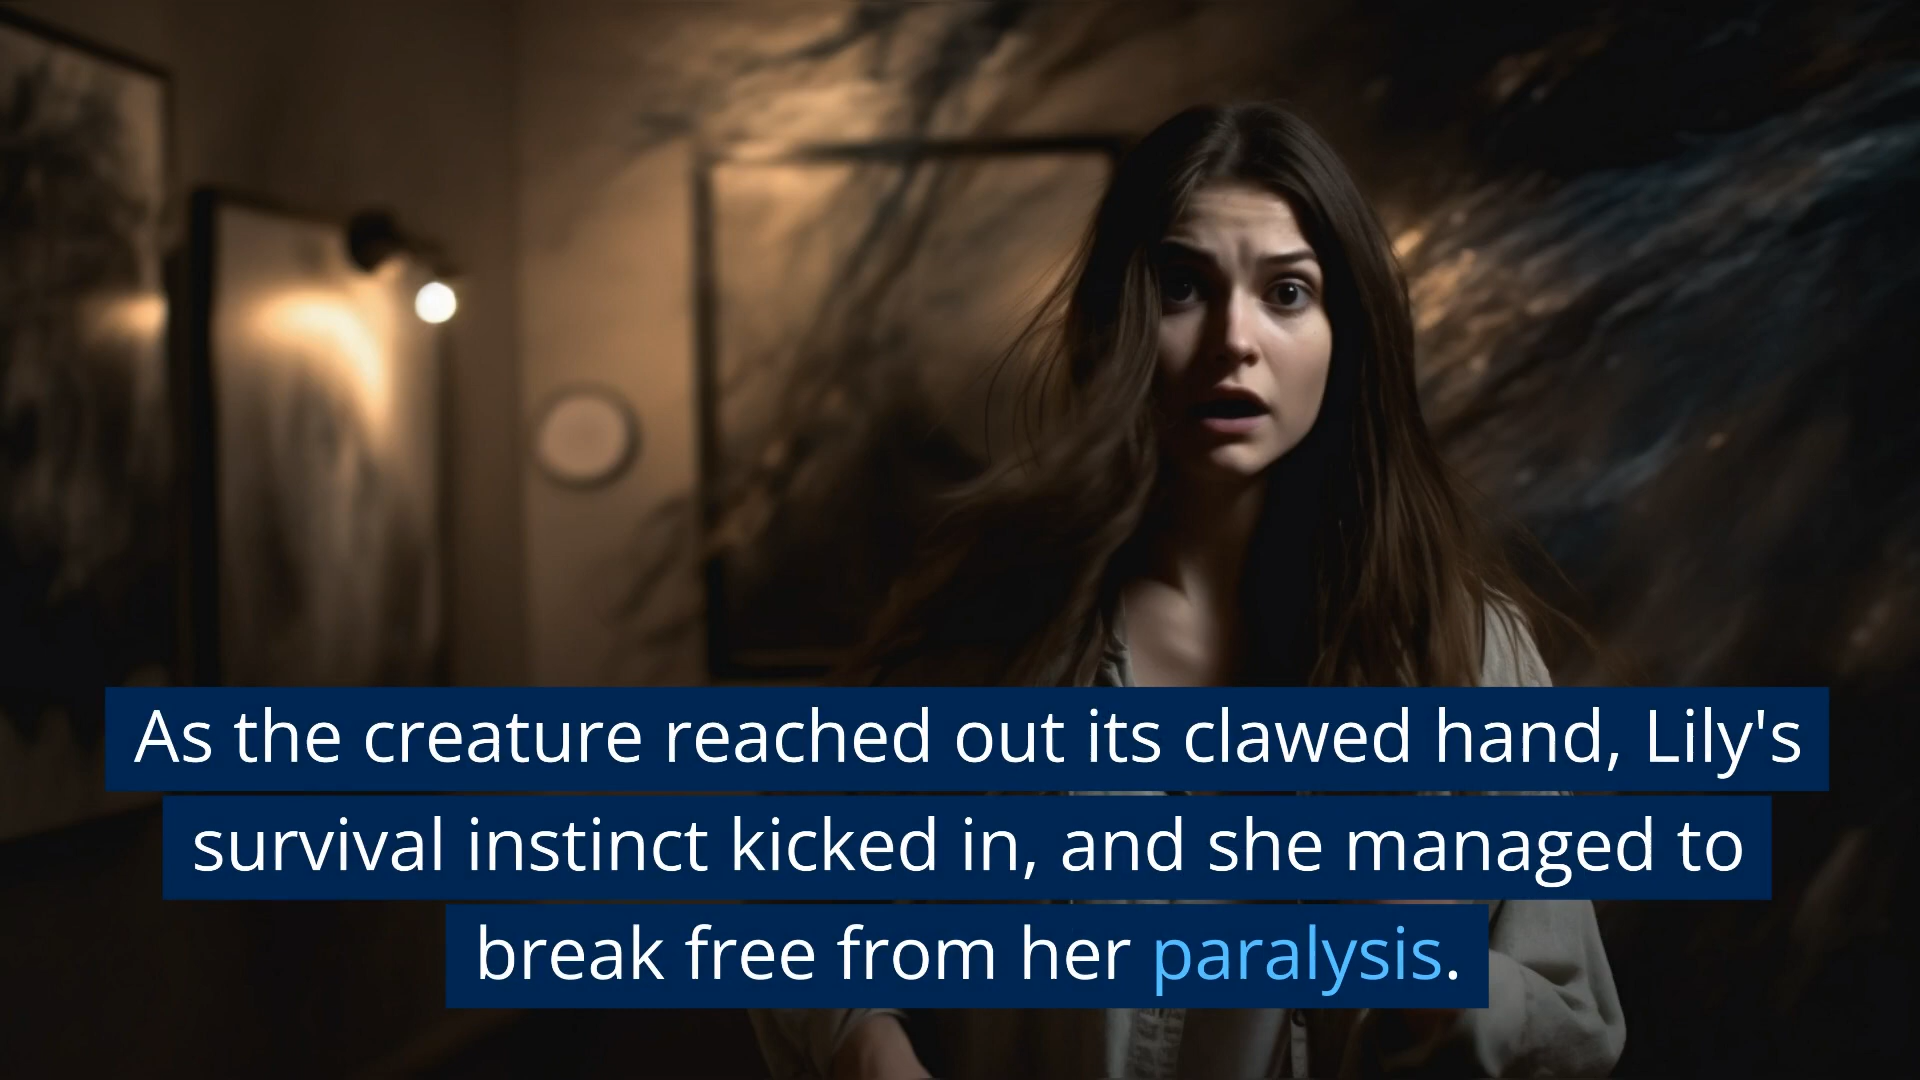 As the creature reached out its clawed hand, Lily's
survival instinct kicked in, and she managed to
break free from her paralysis.